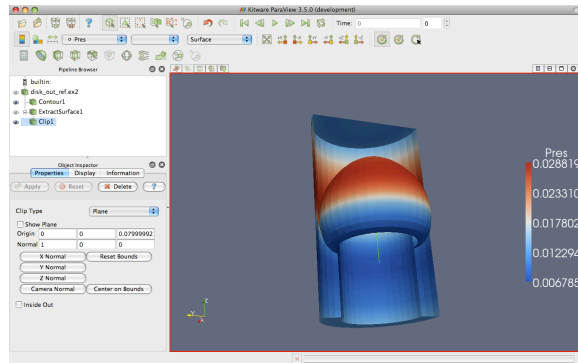 Kitware ParaView 3.5.0 (development)
Time: 0 0
Pres Surface
Pipeline Browser
builtin:
disk_out_ref.ex2
Contour1
ExtractSurface1
Clip1
Object Inspector
Properties Display Information
Apply Reset Delete ?
Clip Type Plane
Show Plane
Origin 0 0 0.07999992
Normal 1 0 0
X Normal Reset Bounds
Y Normal
Z Normal
Camera Normal Center on Bounds
Inside Out
Pres
0.028819
0.023310
0.017802
0.012294
0.006785
Z
Y
X